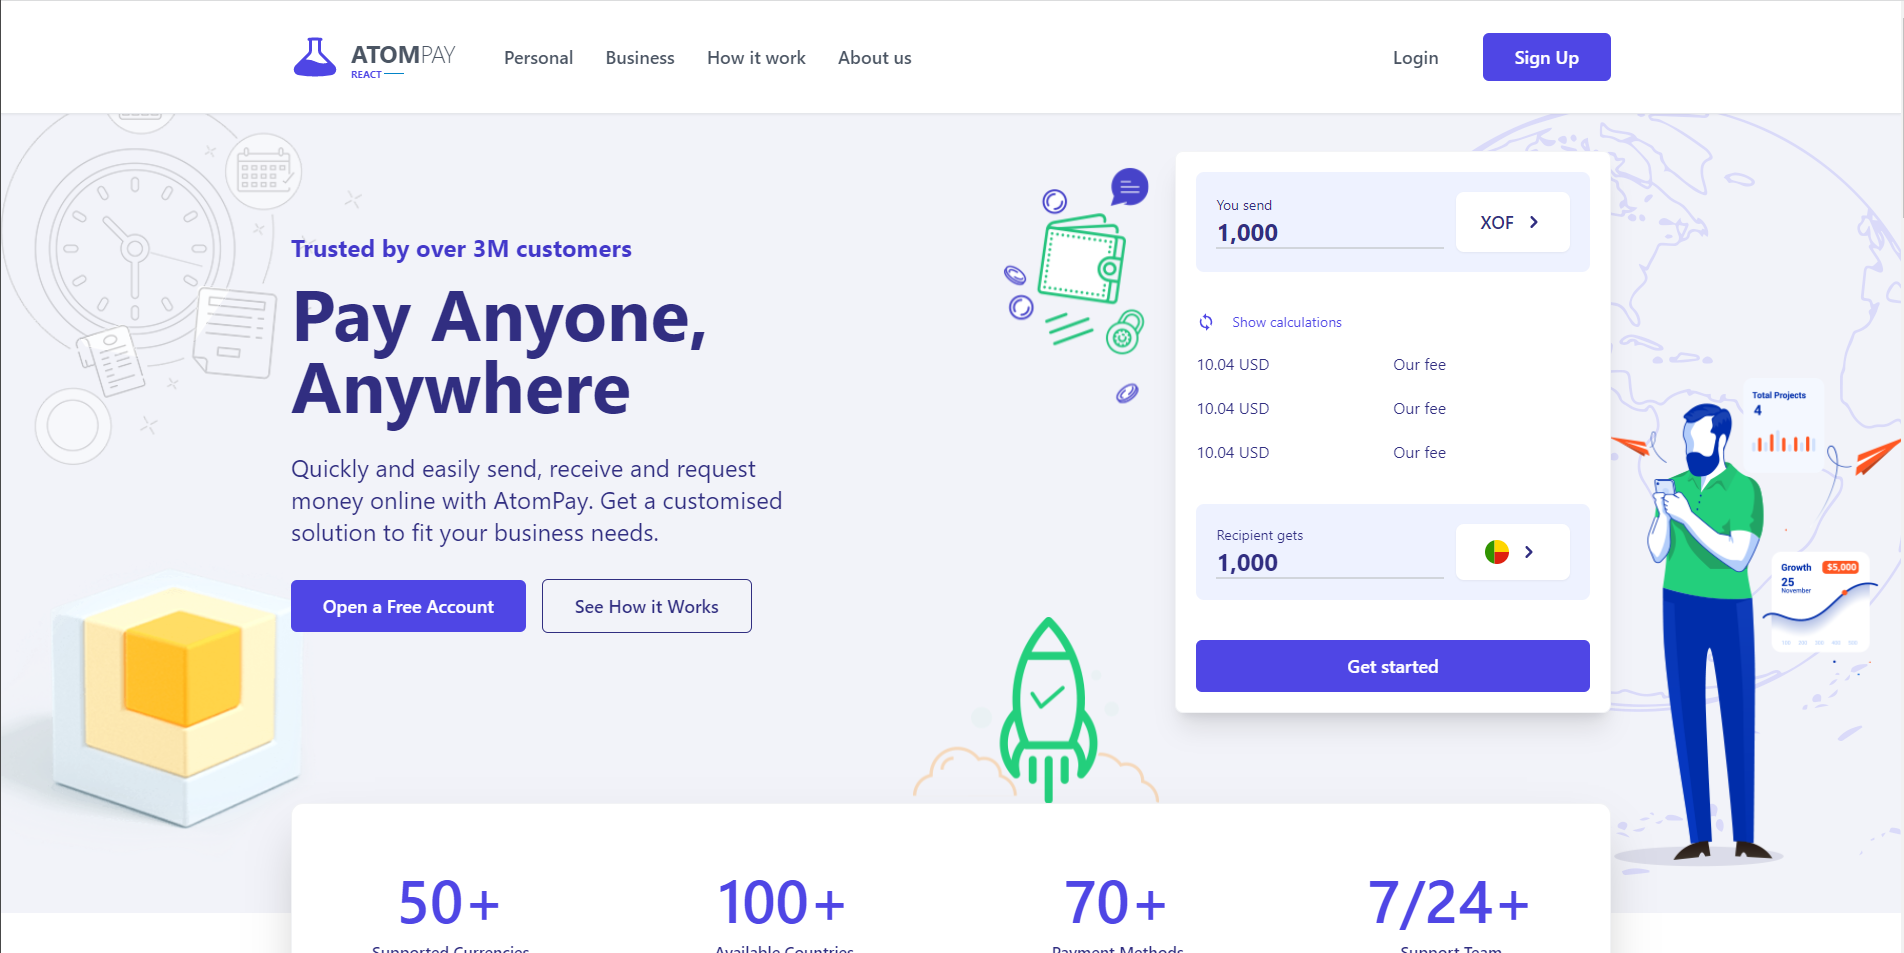 ATOMPAY
REACT
Personal
Business
How it work
About us
Login
Sign Up
Trusted by over 3M customers
Pay Anyone,
Anywhere
Quickly and easily send, receive and request
money online with AtomPay. Get a customised
solution to fit your business needs.
Open a Free Account
See How it Works
You send
1,000
XOF
Show calculations
10.04 USD Our fee
10.04 USD Our fee
10.04 USD Our fee
Recipient gets
1,000
Get started
Total Projects
4
Growth $5,000
25
November
50+
Supported Currencies
100+
Available Countries
70+
Payment Methods
7/24+
Support Team